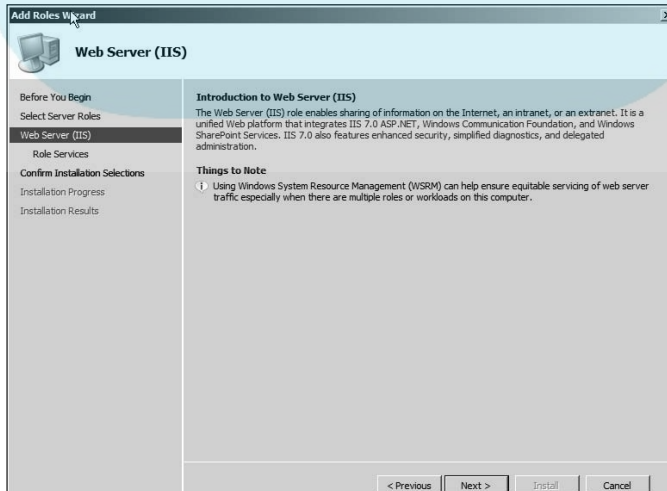 Add Roles Wizard
Web Server (IIS)
Before You Begin
Select Server Roles
Web Server (IIS)
Role Services
Confirm Installation Selections
Installation Progress
Installation Results
Introduction to Web Server (IIS)
The Web Server (IIS) role enables sharing of information on the Internet, an intranet, or an extranet. It is a
unified Web platform that integrates IIS 7.0 ASP.NET, Windows Communication Foundation, and Windows
SharePoint Services. IIS 7.0 also features enhanced security, simplified diagnostics, and delegated
administration.
Things to Note
Using Windows System Resource Management (WSRM) can help ensure equitable servicing of web server
traffic especially when there are multiple roles or workloads on this computer.
< Previous
Next >
Install
Cancel